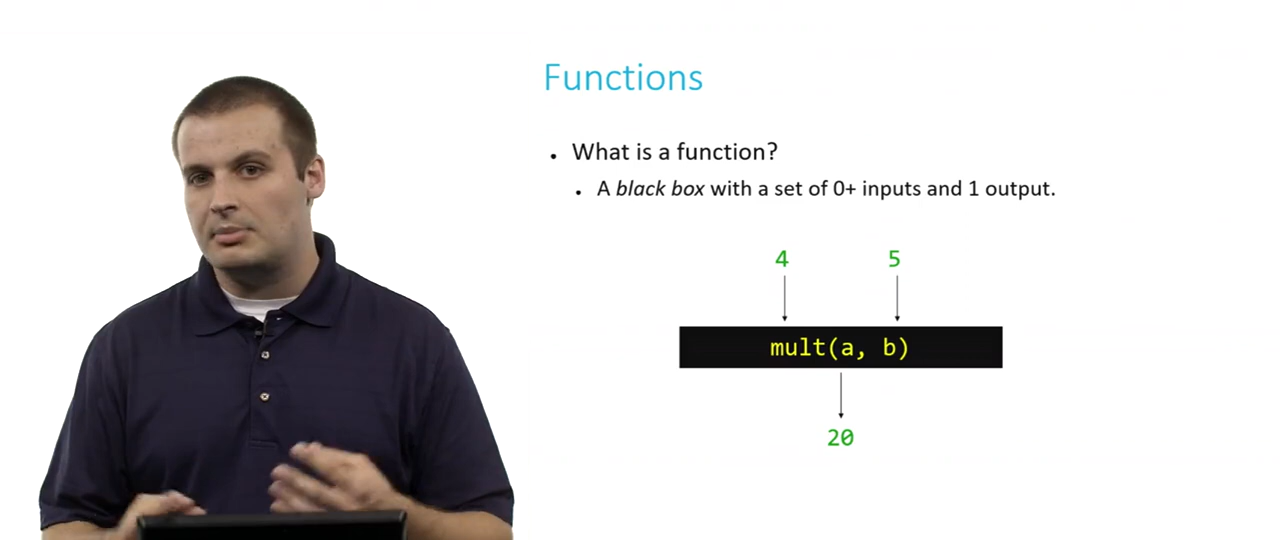 Functions
• What is a function?
• A black box with a set of 0+ inputs and 1 output.
4 5
mult(a, b)
20